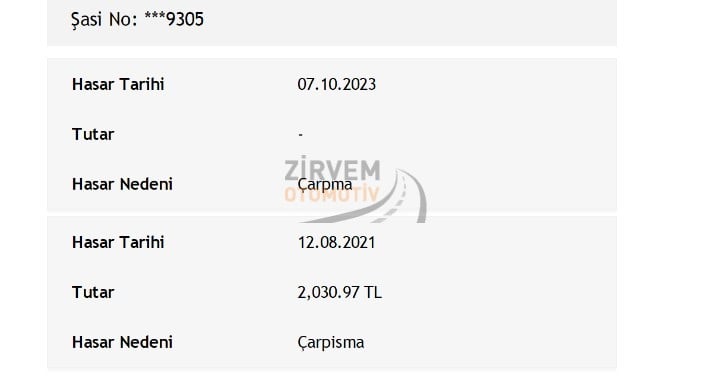 Şasi No: ***9305
Hasar Tarihi 07.10.2023
Tutar -
ZİRVEM
OTOMOTİV
Hasar Nedeni Çarpma
Hasar Tarihi 12.08.2021
Tutar 2,030.97 TL
Hasar Nedeni Çarpisma